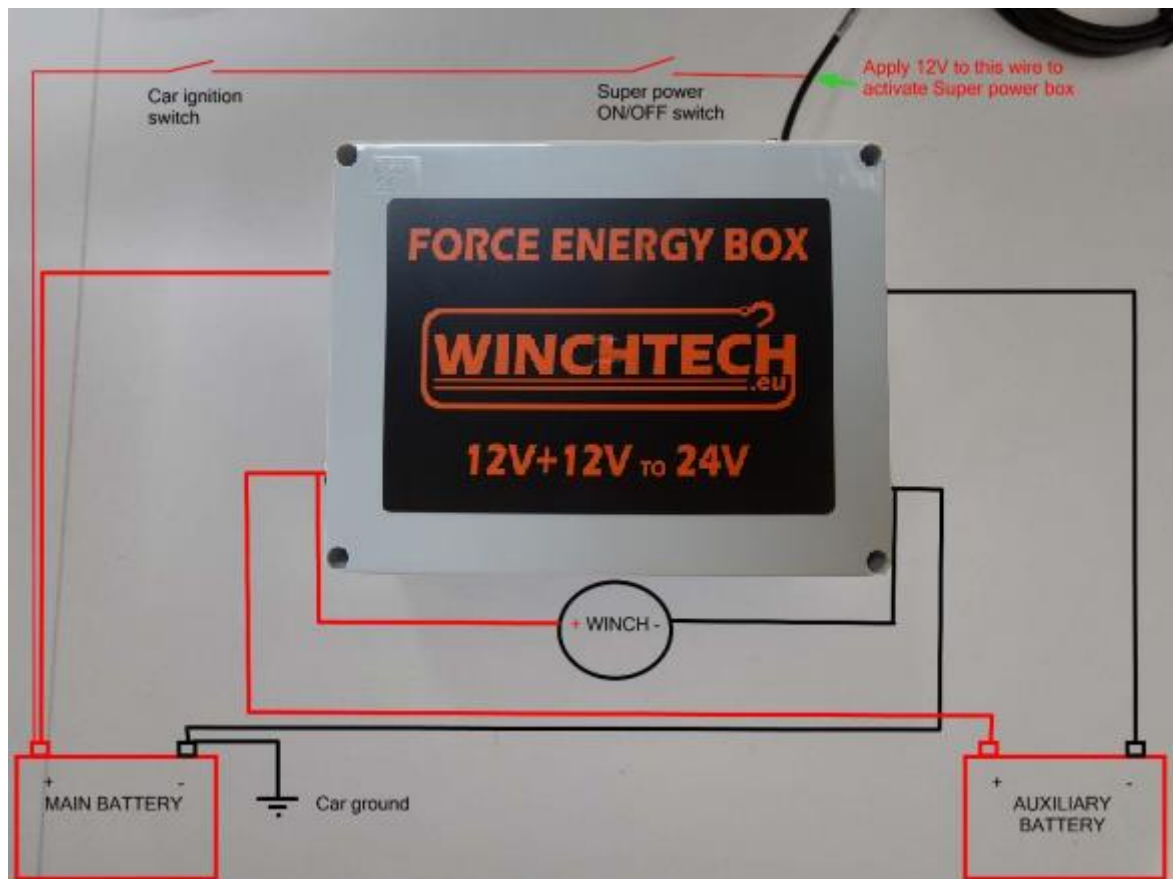 Apply 12V to this wire to
activate Super power box
Car ignition
switch
Super power
ON/OFF switch
FORCE ENERGY BOX
WINCHTECH
.eu
12V+12V TO 24V
+ WINCH -
+ -
MAIN BATTERY
Car ground
+ -
AUXILIARY
BATTERY